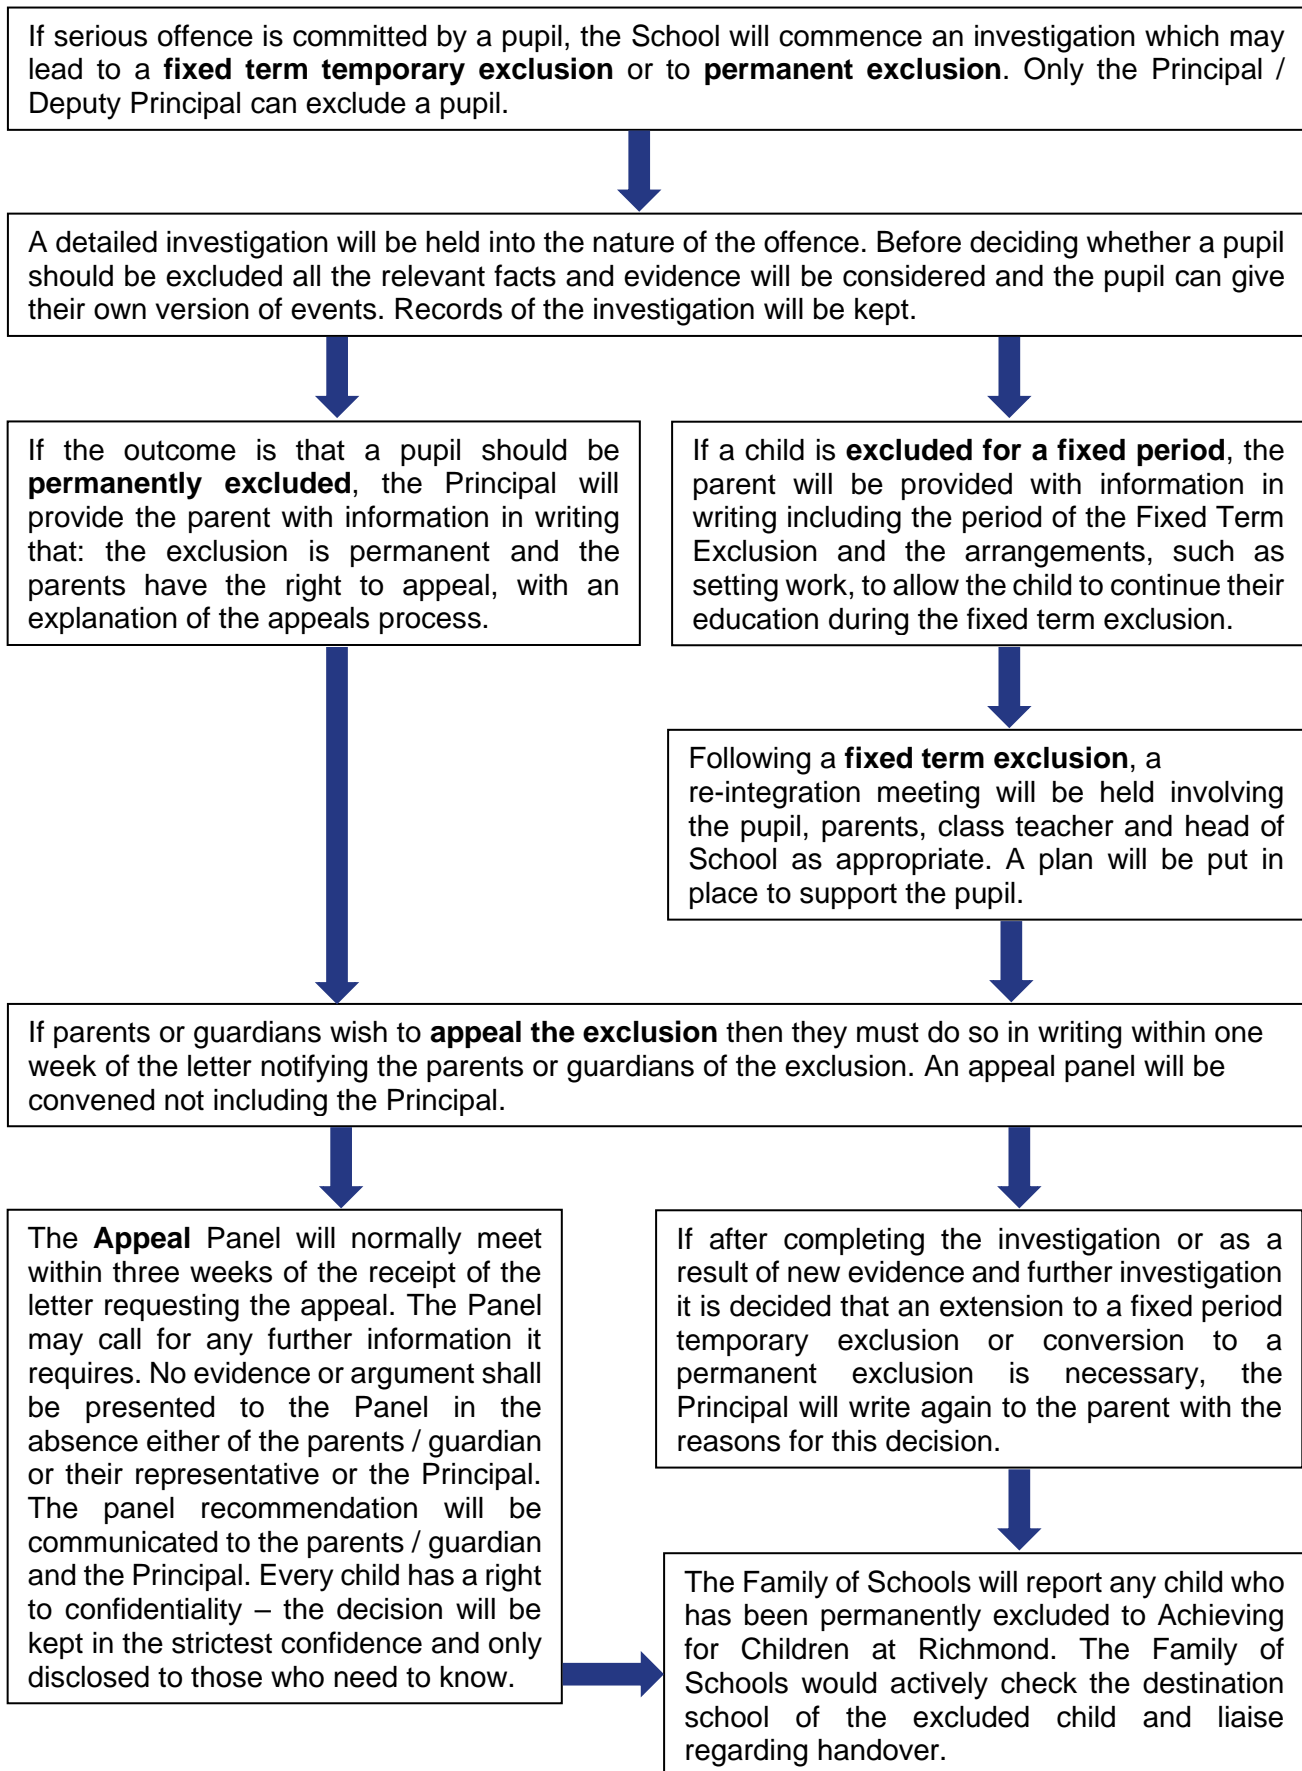 If serious offence is committed by a pupil, the School will commence an investigation which may
lead to a fixed term temporary exclusion or to permanent exclusion. Only the Principal /
Deputy Principal can exclude a pupil.
A detailed investigation will be held into the nature of the offence. Before deciding whether a pupil
should be excluded all the relevant facts and evidence will be considered and the pupil can give
their own version of events. Records of the investigation will be kept.
If the outcome is that a pupil should be
permanently excluded, the Principal will
provide the parent with information in writing
that: the exclusion is permanent and the
parents have the right to appeal, with an
explanation of the appeals process.
If a child is excluded for a fixed period, the
parent will be provided with information in
writing including the period of the Fixed Term
Exclusion and the arrangements, such as
setting work, to allow the child to continue their
education during the fixed term exclusion.
Following a fixed term exclusion, a
re-integration meeting will be held involving
the pupil, parents, class teacher and head of
School as appropriate. A plan will be put in
place to support the pupil.
If parents or guardians wish to appeal the exclusion then they must do so in writing within one
week of the letter notifying the parents or guardians of the exclusion. An appeal panel will be
convened not including the Principal.
The Appeal Panel will normally meet
within three weeks of the receipt of the
letter requesting the appeal. The Panel
may call for any further information it
requires. No evidence or argument shall
be presented to the Panel in the
absence either of the parents / guardian
or their representative or the Principal.
The panel recommendation will be
communicated to the parents / guardian
and the Principal. Every child has a right
to confidentiality – the decision will be
kept in the strictest confidence and only
disclosed to those who need to know.
If after completing the investigation or as a
result of new evidence and further investigation
it is decided that an extension to a fixed period
temporary exclusion or conversion to a
permanent exclusion is necessary, the
Principal will write again to the parent with the
reasons for this decision.
The Family of Schools will report any child who
has been permanently excluded to Achieving
for Children at Richmond. The Family of
Schools would actively check the destination
school of the excluded child and liaise
regarding handover.